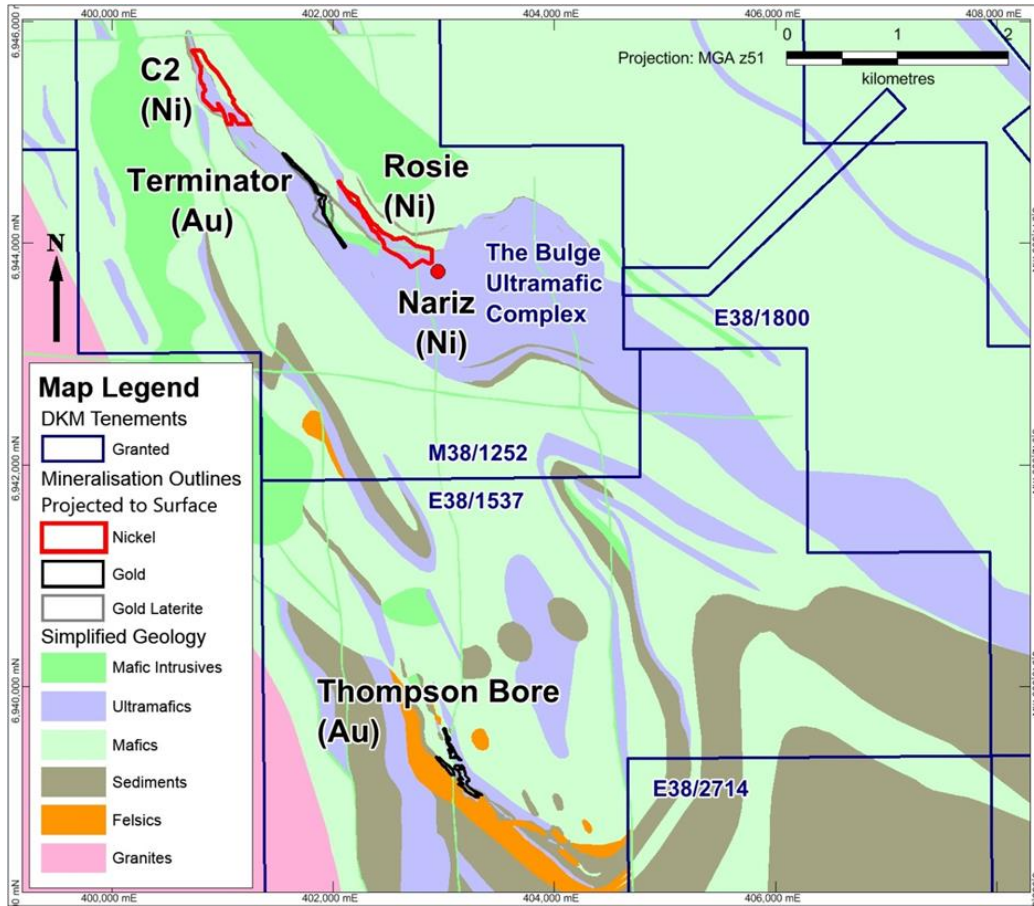 400,000 mE
402,000 mE
404,000 mE
406,000 mE
408,000 mE
6,946,000
6,944,000 mN
6,942,000 mN
6,940,000 mN
0 1 2
Projection: MGA z51
kilometres
C2
(Ni)
Terminator
(Au)
Rosie
(Ni)
N
The Bulge
Ultramafic
Complex
Nariz
(Ni)
E38/1800
M38/1252
E38/1537
Thompson Bore
(Au)
E38/2714
Map Legend
DKM Tenements
Granted
Mineralisation Outlines
Projected to Surface
Nickel
Gold
Gold Laterite
Simplified Geology
Mafic Intrusives
Ultramafics
Mafics
Sediments
Felsics
Granites
400,000 mE
402,000 mE
404,000 mE
406,000 mE